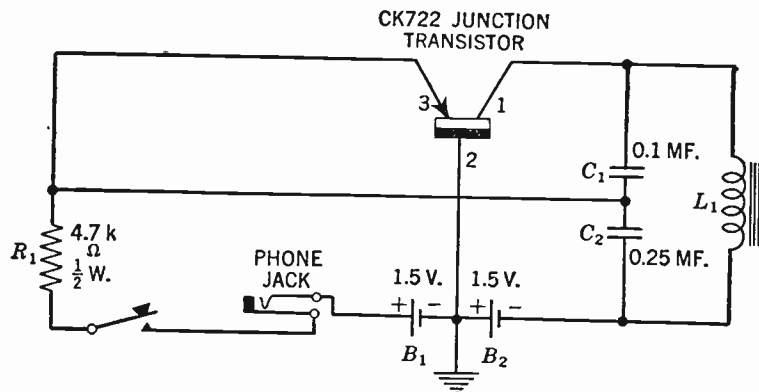 CK722 JUNCTION
TRANSISTOR
3
1
2
0.1 MF.
C₁
L₁
C₂
0.25 MF.
R₁
4.7 k
Ω
½ W.
PHONE
JACK
1.5 V.
1.5 V.
+ -
+ -
B₁
B₂